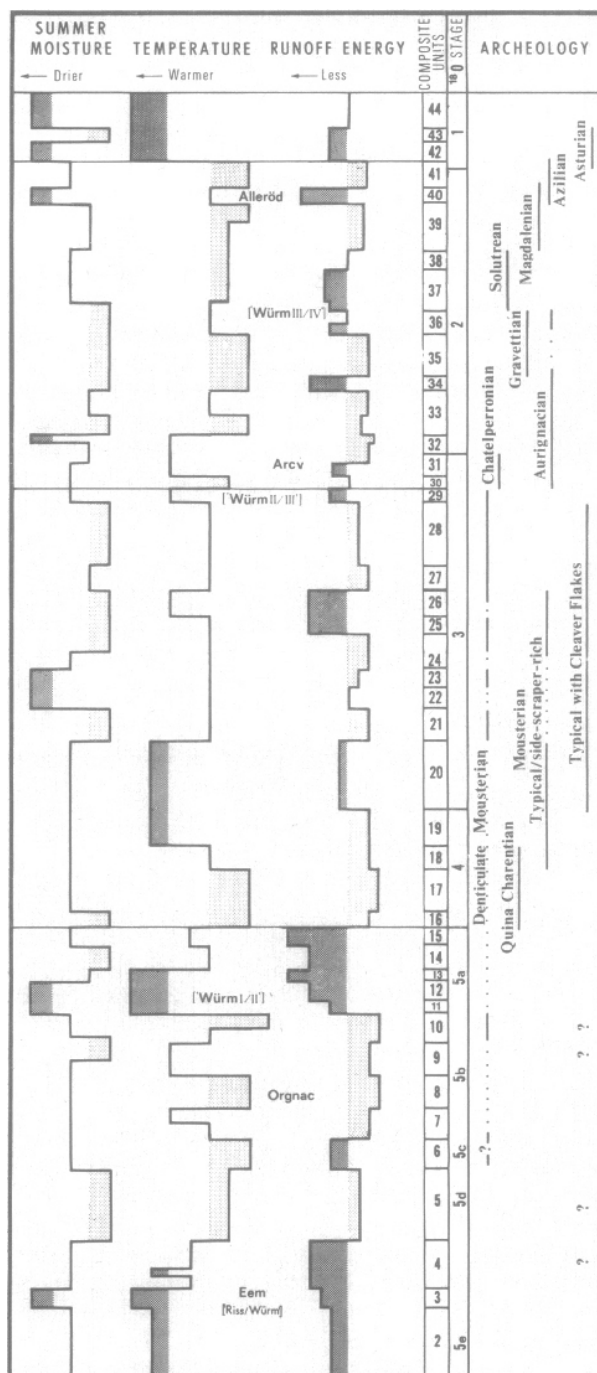 SUMMER MOISTURE
← Drier
TEMPERATURE
← Warmer
RUNOFF ENERGY
← Less
COMPOSITE UNITS
18O STAGE
ARCHEOLOGY
44
43
42
41
40
39
38
37
36
35
34
33
32
31
30
29
28
27
26
25
24
23
22
21
20
19
18
17
16
15
14
13
12
11
10
9
8
7
6
5
4
3
2
1
2
3
4
5a
5b
5c
5d
5e
Alleröd
[Würm III/IV]
Arcy
['Würm II/III']
['Würm I/II']
Orgnac
Eem
[Riss/Würm]
Asturian
Azilian
Magdalenian
Solutrean
Gravettian
Aurignacian
Chatelperronian
Denticulate Mousterian
Quina Charentian
Mousterian
Typical/side-scraper-rich
Typical with Cleaver Flakes
?
?
?
?
?